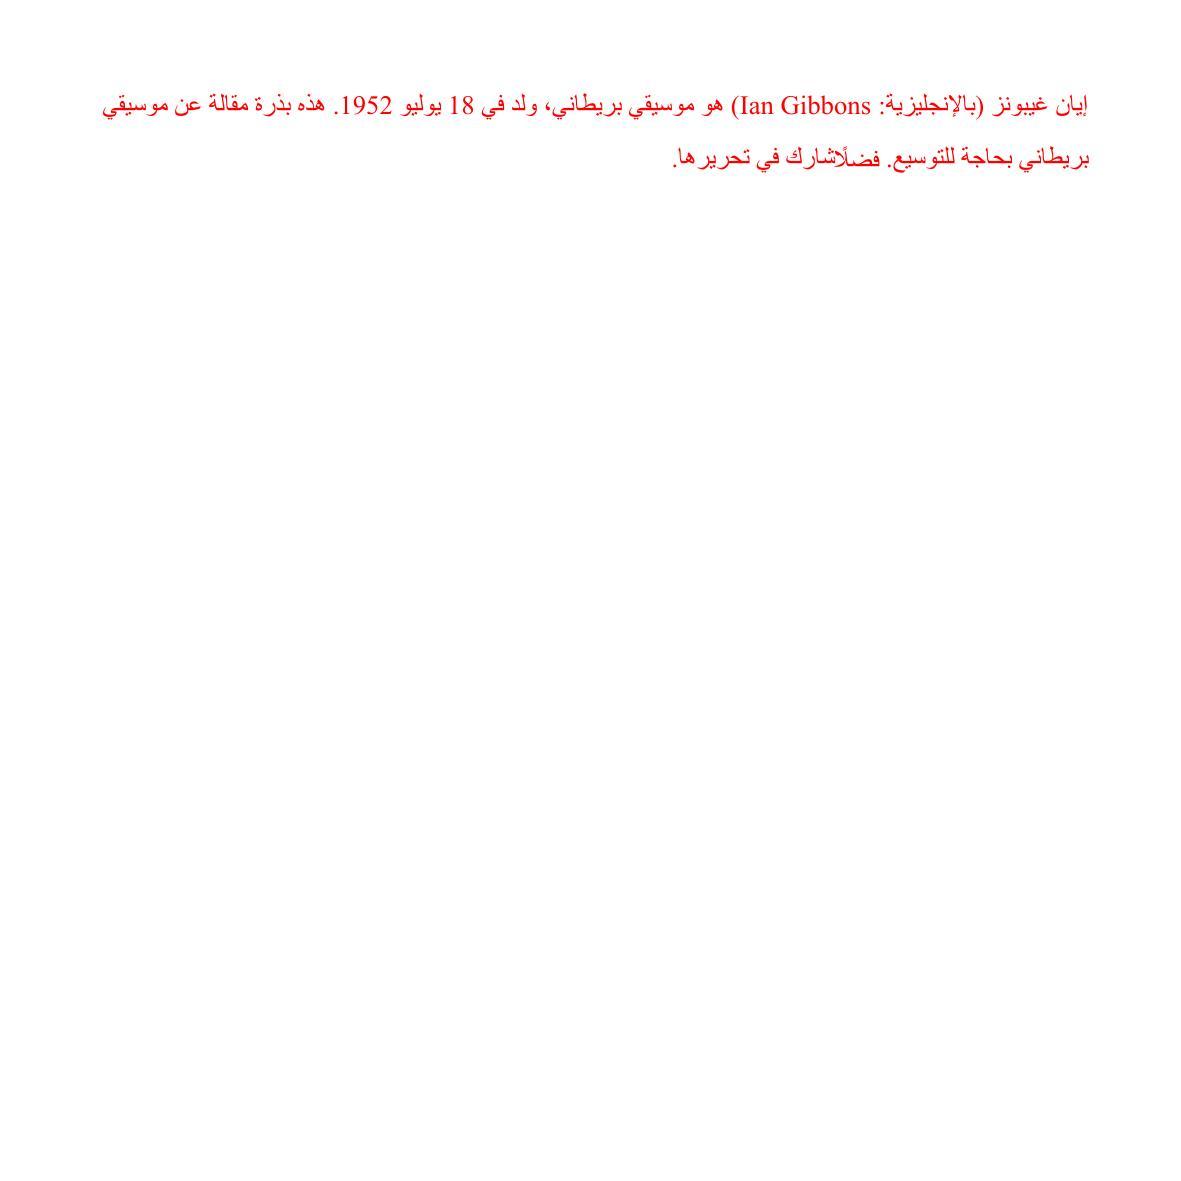 إيان غيبونز (بالإنجليزية: Ian Gibbons) هو موسيقي بريطاني، ولد في 18 يوليو 1952. هذه بذرة مقالة عن موسيقي
بريطاني بحاجة للتوسيع. فضلًاشارك في تحريرها.